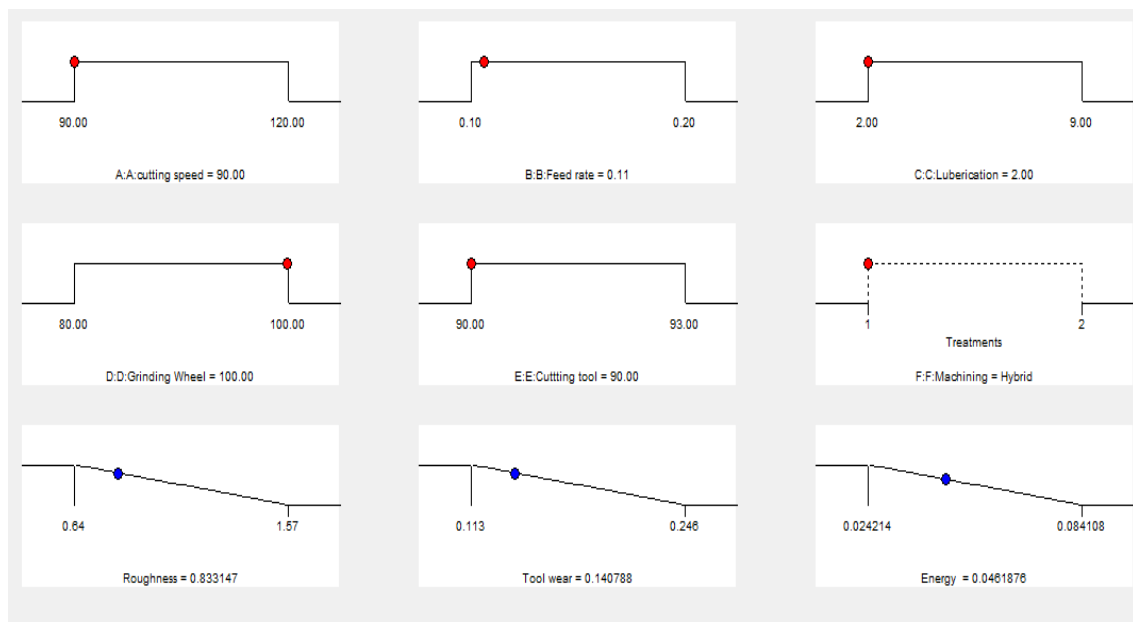 90.00 120.00
A:A:cutting speed = 90.00
0.10 0.20
B:B:Feed rate = 0.11
2.00 9.00
C:C:Luberication = 2.00
80.00 100.00
D:D:Grinding Wheel = 100.00
90.00 93.00
E:E:Cuttting tool = 90.00
1 2
Treatments
F:F:Machining = Hybrid
0.64 1.57
Roughness = 0.833147
0.113 0.246
Tool wear = 0.140788
0.024214 0.084108
Energy = 0.0461876